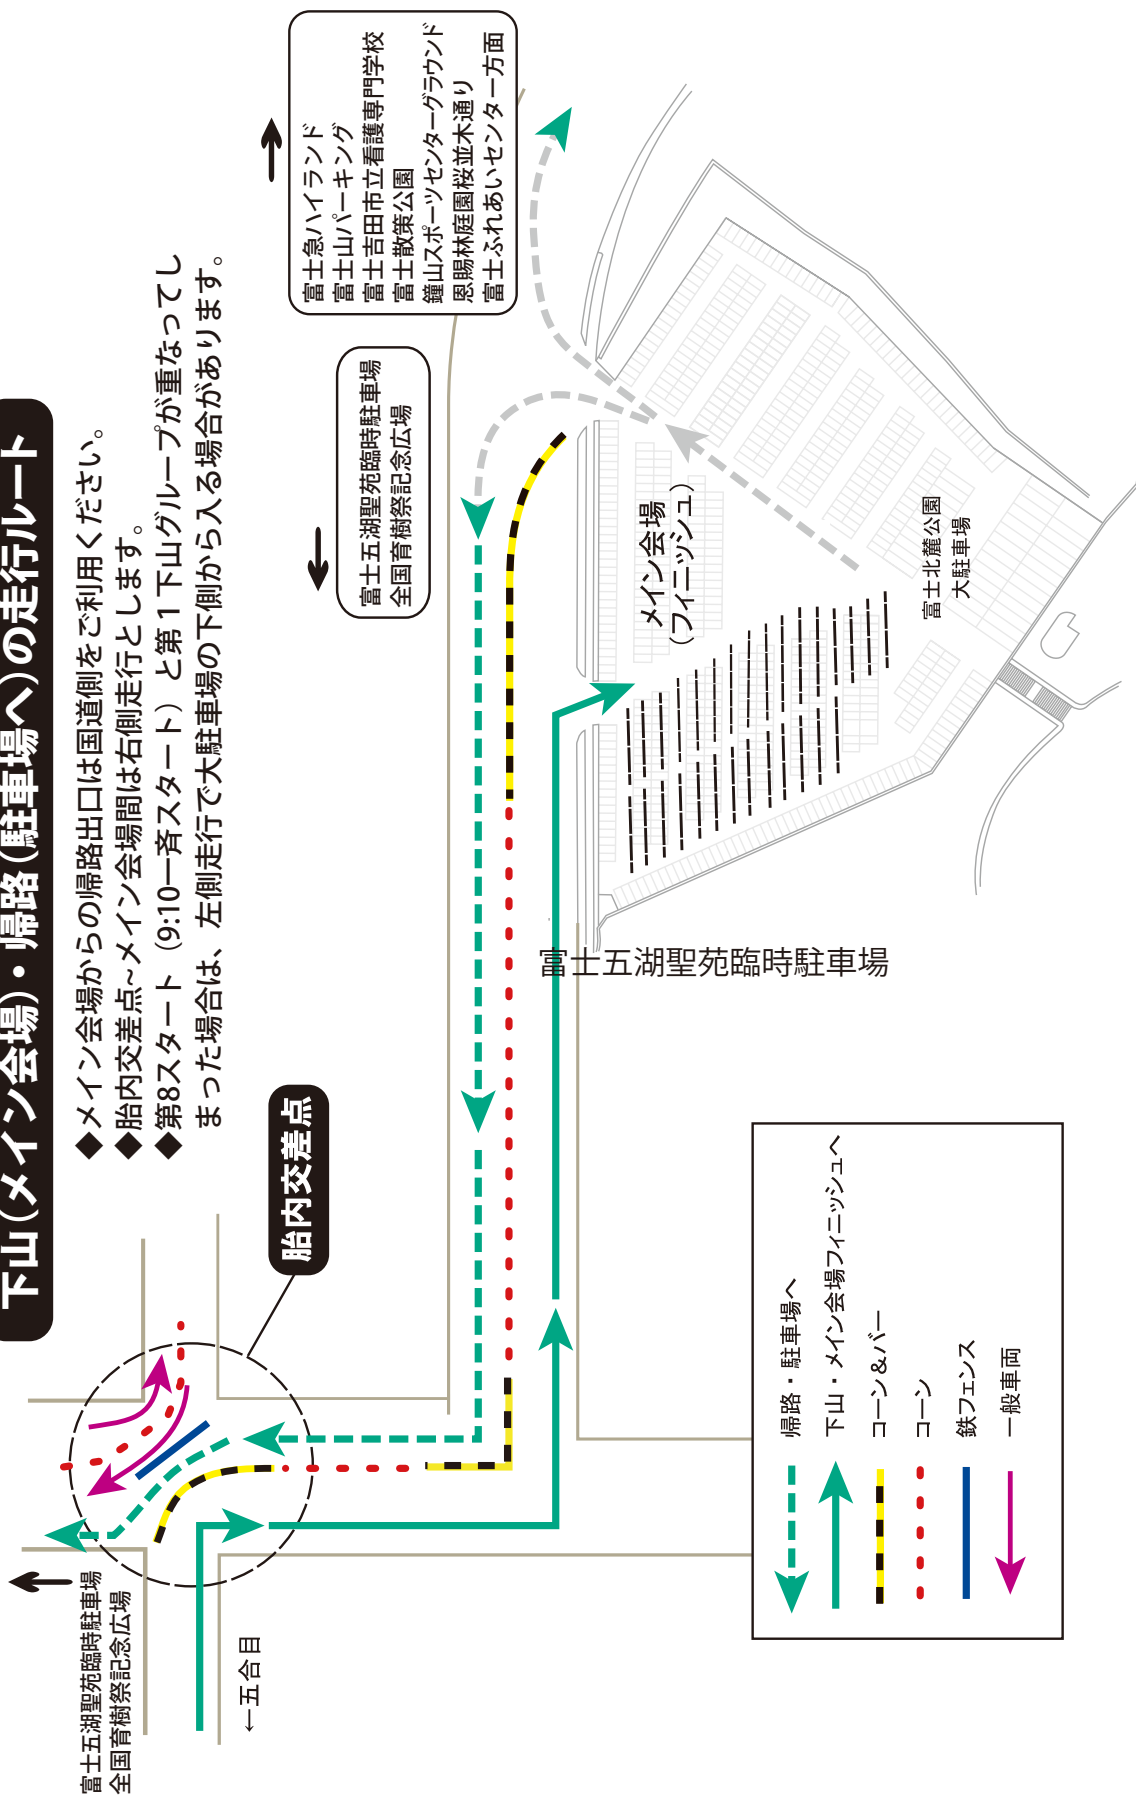 下山(メイン会場)・帰路(駐車場へ)の走行ルート
◆メイン会場からの帰路出口は国道側をご利用ください。
◆胎内交差点~メイン会場間は右側走行とします。
◆第8スタート（9:10一斉スタート）と第１下山グループが重なってし
まった場合は、左側走行で大駐車場の下側から入る場合があります。
→
富士急ハイランド
富士山パーキング
富士吉田市立看護専門学校
富士散策公園
鐘山スポーツセンターグラウンド
恩賜林庭園桜並木通り
富士ふれあいセンター方面
←
富士五湖聖苑臨時駐車場
全国育樹祭記念広場
胎内交差点
←
富士五湖聖苑臨時駐車場
全国育樹祭記念広場
←五合目
メイン会場
(フィニッシュ)
富士北麓公園
大駐車場
富士五湖聖苑臨時駐車場
帰路・駐車場へ
下山・メイン会場フィニッシュへ
コーン＆バー
コーン
鉄フェンス
一般車両